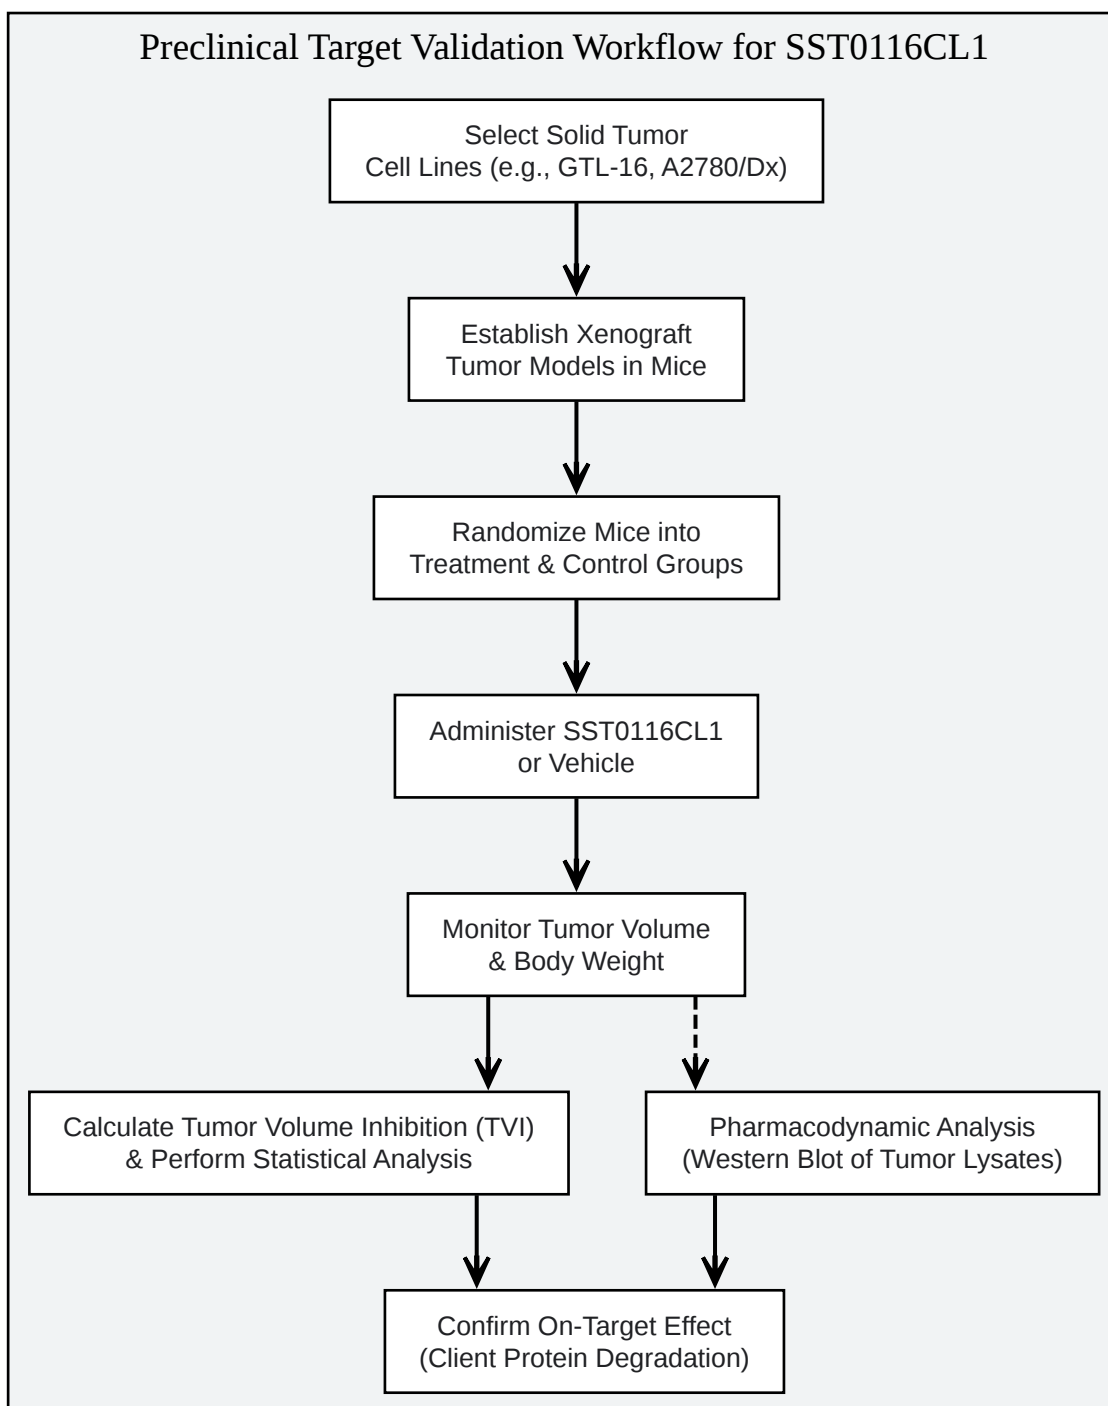 Preclinical Target Validation Workflow for SST0116CL1
Select Solid Tumor
Cell Lines (e.g., GTL-16, A2780/Dx)
Establish Xenograft
Tumor Models in Mice
Randomize Mice into
Treatment & Control Groups
Administer SST0116CL1
or Vehicle
Monitor Tumor Volume
& Body Weight
Calculate Tumor Volume Inhibition (TVI)
& Perform Statistical Analysis
Pharmacodynamic Analysis
(Western Blot of Tumor Lysates)
Confirm On-Target Effect
(Client Protein Degradation)